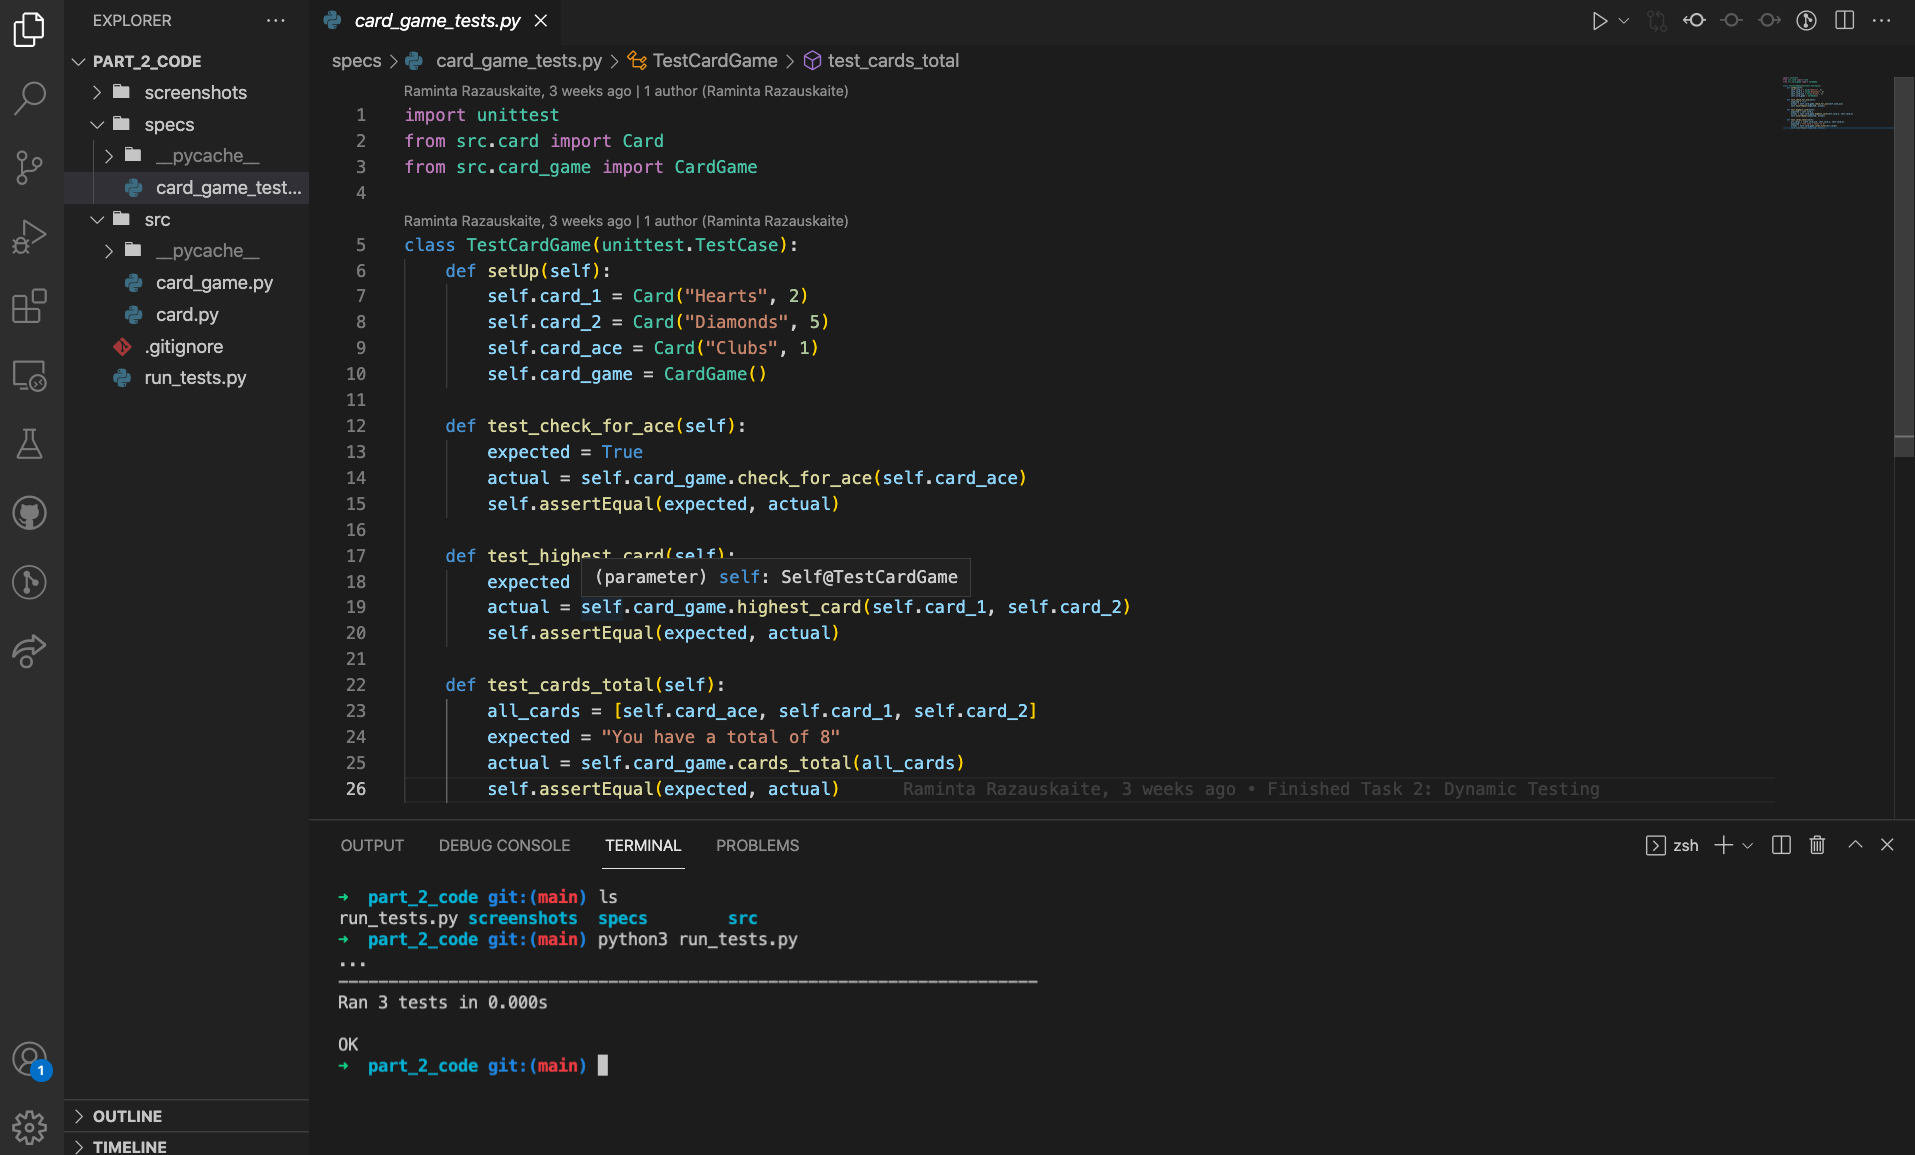 EXPLORER
PART_2_CODE
screenshots
specs
__pycache__
card_game_test...
src
__pycache__
card_game.py
card.py
.gitignore
run_tests.py
1
OUTLINE
TIMELINE
card_game_tests.py
specs > card_game_tests.py > TestCardGame > test_cards_total
Raminta Razauskaite, 3 weeks ago | 1 author (Raminta Razauskaite)
1 import unittest
2 from src.card import Card
3 from src.card_game import CardGame
4
Raminta Razauskaite, 3 weeks ago | 1 author (Raminta Razauskaite)
5 class TestCardGame(unittest.TestCase):
6 def setUp(self):
7 self.card_1 = Card("Hearts", 2)
8 self.card_2 = Card("Diamonds", 5)
9 self.card_ace = Card("Clubs", 1)
10 self.card_game = CardGame()
11
12 def test_check_for_ace(self):
13 expected = True
14 actual = self.card_game.check_for_ace(self.card_ace)
15 self.assertEqual(expected, actual)
16
17 def test_highest_card(self):
18 expected
(parameter) self: Self@TestCardGame
19 actual = self.card_game.highest_card(self.card_1, self.card_2)
20 self.assertEqual(expected, actual)
21
22 def test_cards_total(self):
23 all_cards = [self.card_ace, self.card_1, self.card_2]
24 expected = "You have a total of 8"
25 actual = self.card_game.cards_total(all_cards)
26 self.assertEqual(expected, actual) Raminta Razauskaite, 3 weeks ago • Finished Task 2: Dynamic Testing
OUTPUT DEBUG CONSOLE TERMINAL PROBLEMS
zsh
➜ part_2_code git:(main) ls
run_tests.py screenshots specs src
➜ part_2_code git:(main) python3 run_tests.py
...
----------------------------------------------------------------------
Ran 3 tests in 0.000s
OK
➜ part_2_code git:(main)